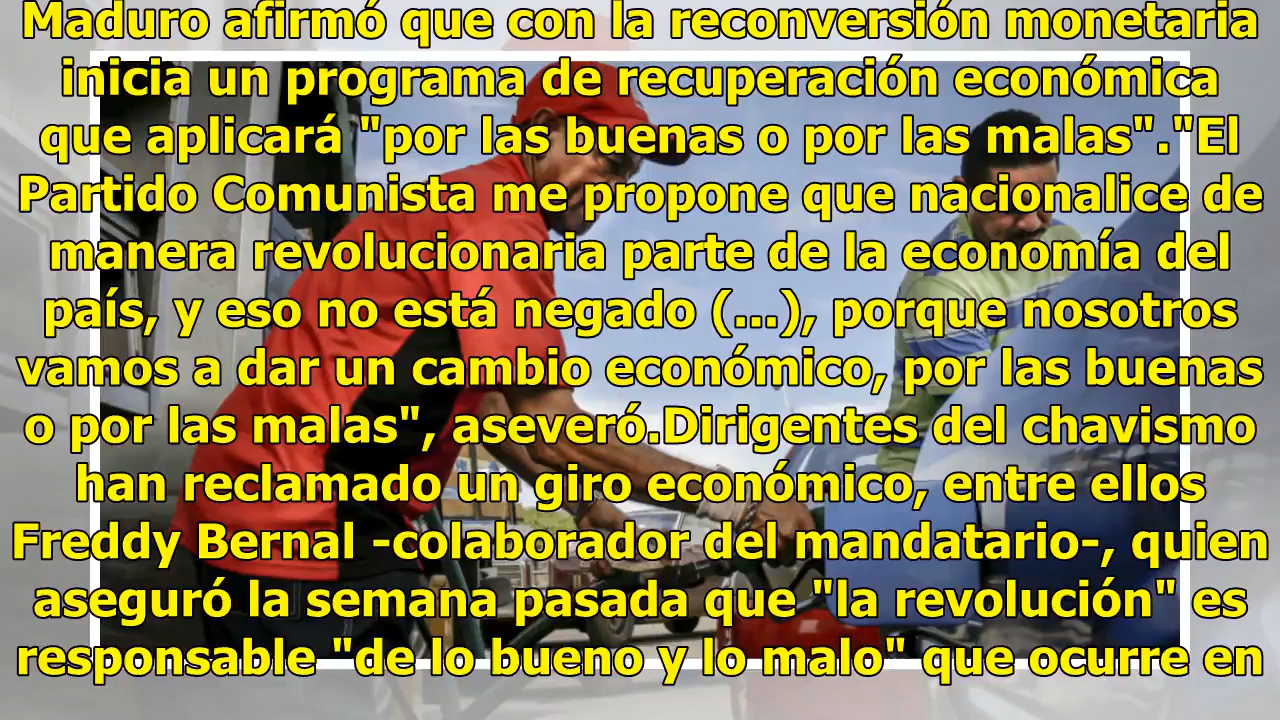 Maduro afirmó que con la reconversión monetaria
inicia un programa de recuperación económica
que aplicará "por las buenas o por las malas"."El
Partido Comunista me propone que nacionalice de
manera revolucionaria parte de la economía del
país, y eso no está negado (...), porque nosotros
vamos a dar un cambio económico, por las buenas
o por las malas", aseveró.Dirigentes del chavismo
han reclamado un giro económico, entre ellos
Freddy Bernal -colaborador del mandatario-, quien
aseguró la semana pasada que "la revolución" es
responsable "de lo bueno y lo malo" que ocurre en